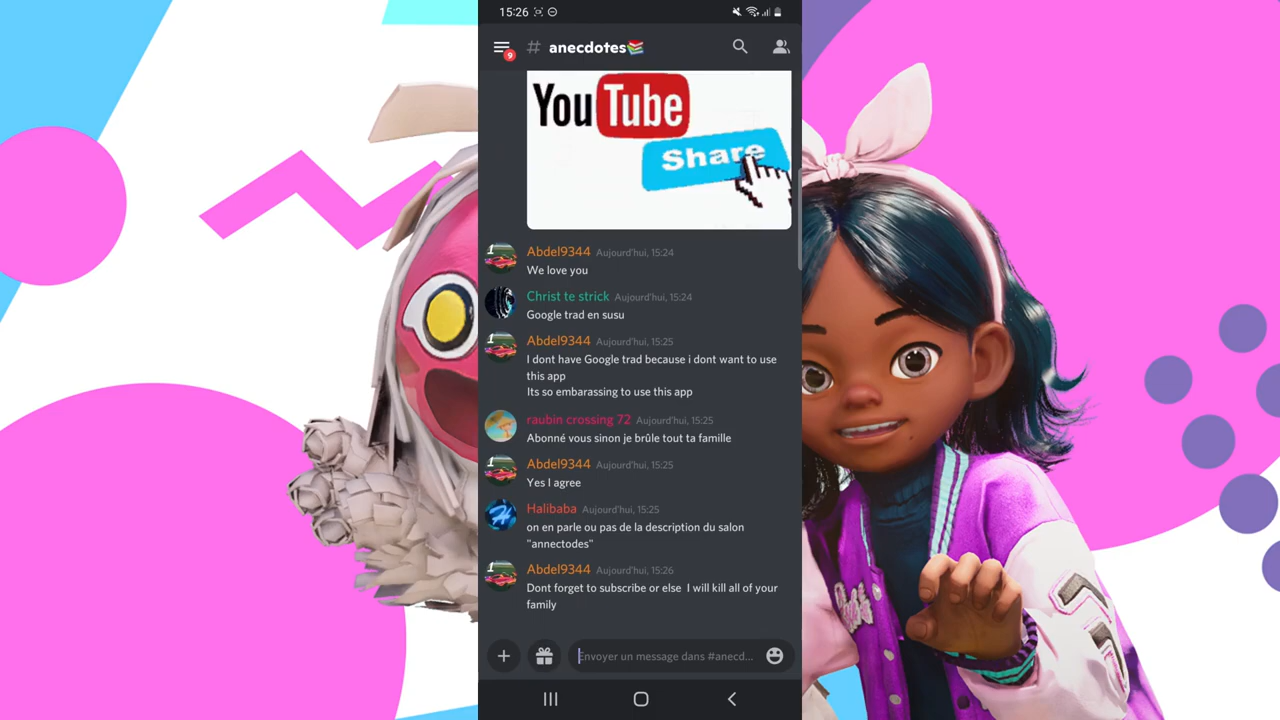 15:26
9
# anecdotes
YouTube
Share
Abdel9344 Aujourd'hui, 15:24
We love you
Christ te strick Aujourd'hui, 15:24
Google trad en susu
Abdel9344 Aujourd'hui, 15:25
I dont have Google trad because i dont want to use
this app
Its so embarassing to use this app
raubin crossing 72 Aujourd'hui, 15:25
Abonné vous sinon je brûle tout ta famille
Abdel9344 Aujourd'hui, 15:25
Yes I agree
Halibaba Aujourd'hui, 15:25
on en parle ou pas de la description du salon
"annectodes"
Abdel9344 Aujourd'hui, 15:26
Dont forget to subscribe or else I will kill all of your
family
Envoyer un message dans #anecd...